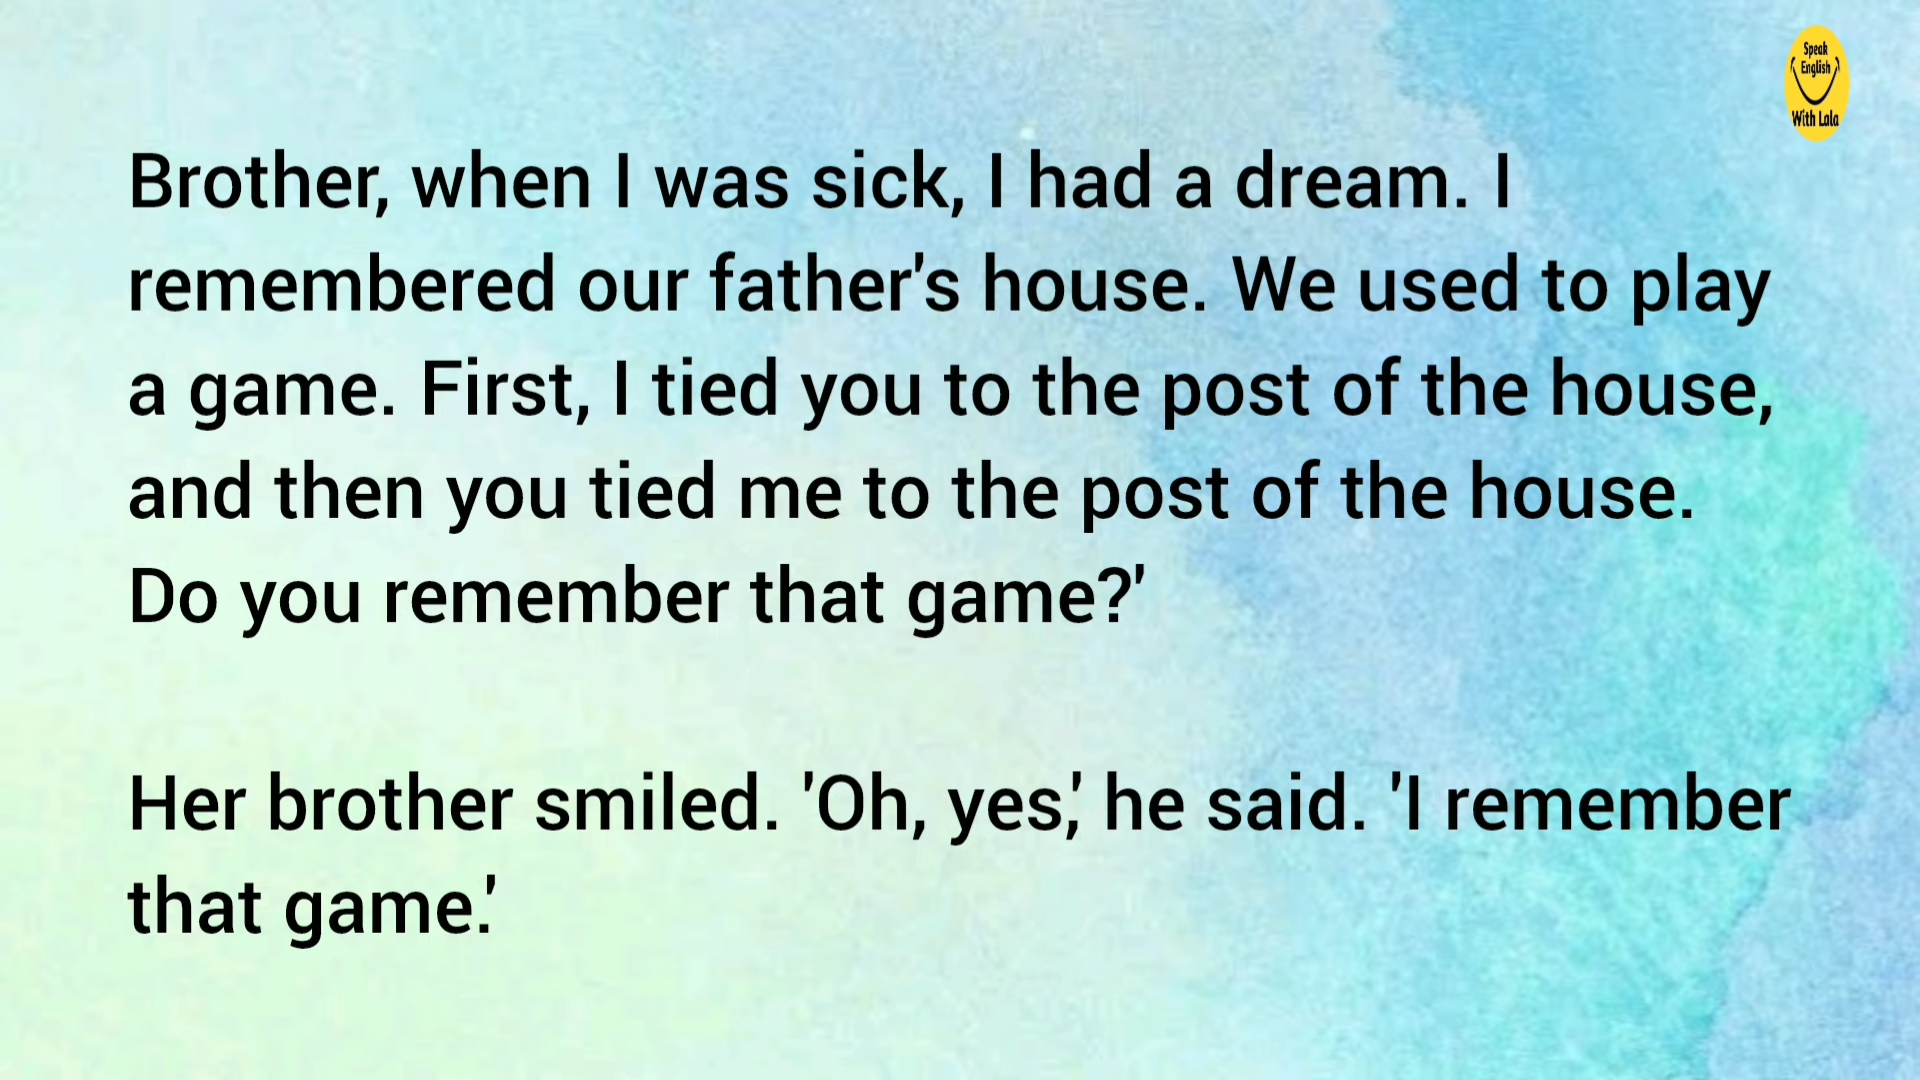 Speak
English
With Lala
Brother, when I was sick, I had a dream. I
remembered our father's house. We used to play
a game. First, I tied you to the post of the house,
and then you tied me to the post of the house.
Do you remember that game?'
Her brother smiled. 'Oh, yes,' he said. 'I remember
that game.'